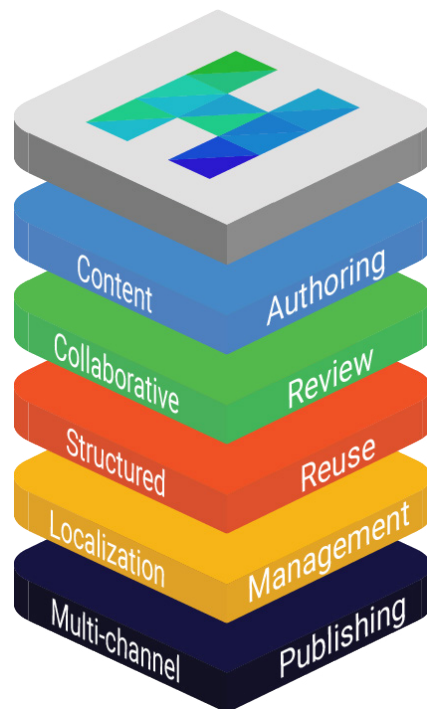 Content Authoring
Collaborative Review
Structured Reuse
Localization Management
Multi-channel Publishing